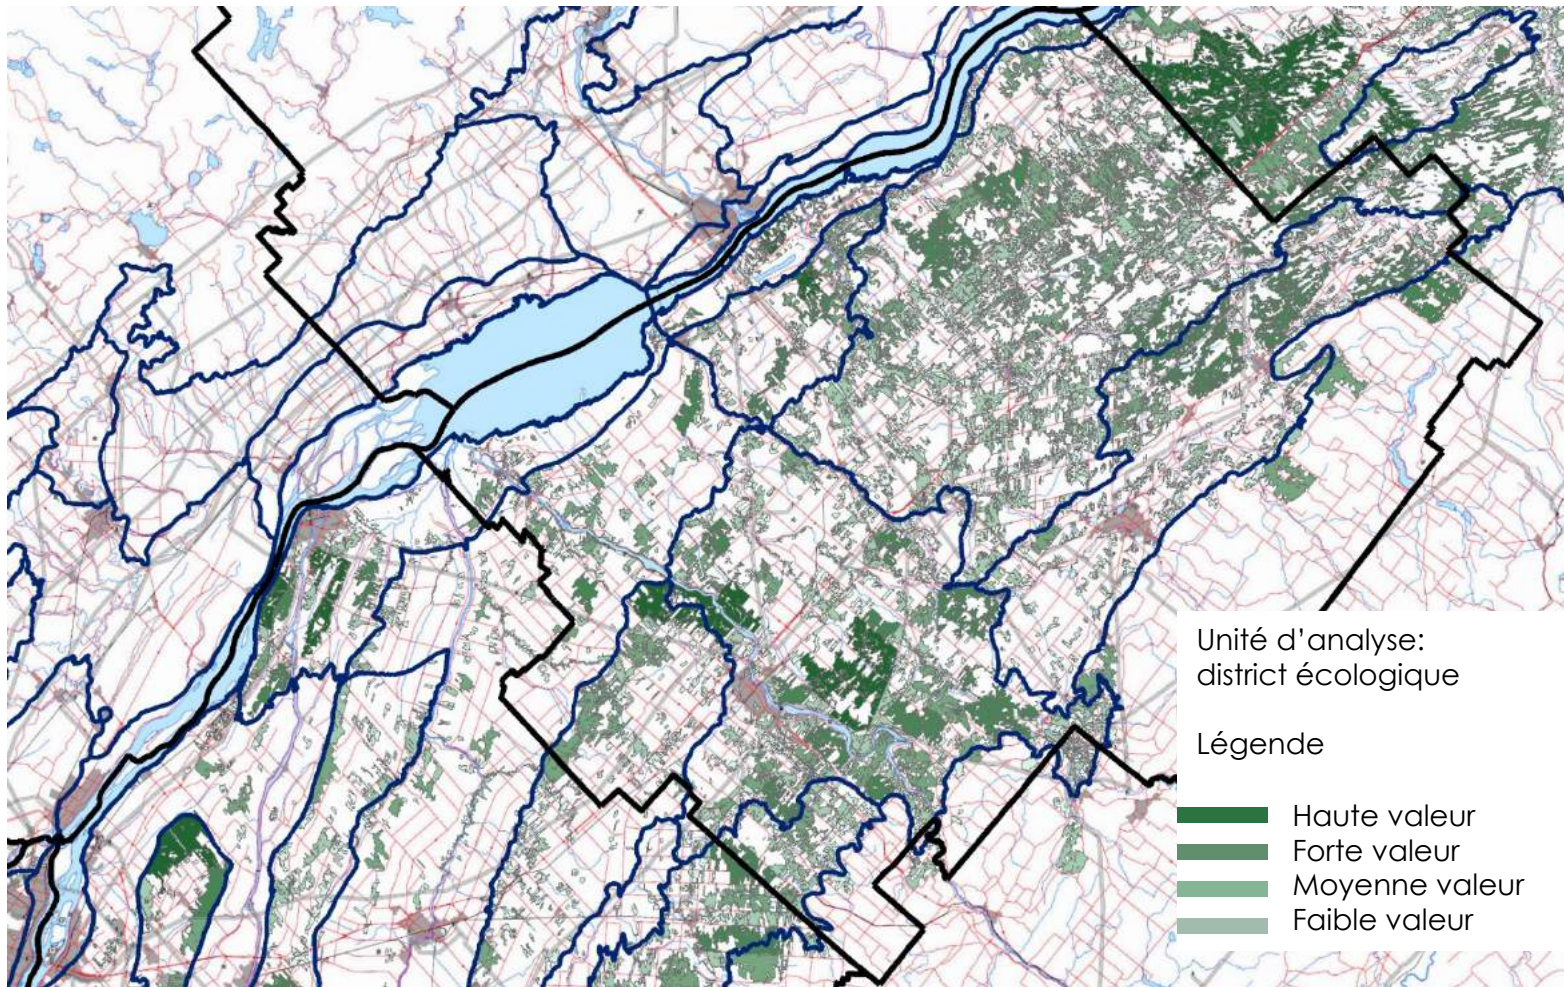 Unité d’analyse:
district écologique
Légende
Haute valeur
Forte valeur
Moyenne valeur
Faible valeur